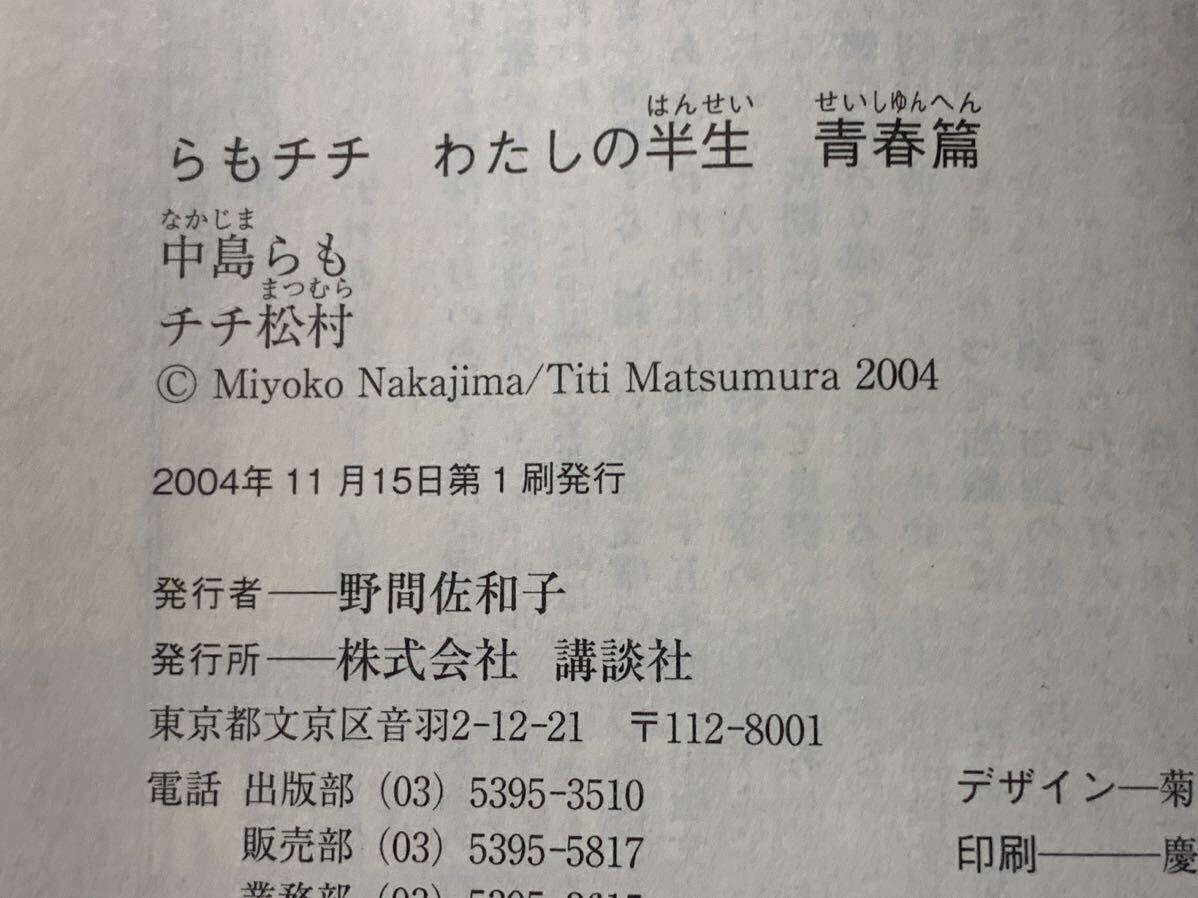 らもチチ　わたしの半生　青春篇
はんせい　せいしゅんへん
なかじま
中島らも
まつむら
チチ松村
© Miyoko Nakajima/Titi Matsumura 2004
2004年11月15日第1刷発行
発行者——野間佐和子
発行所——株式会社 講談社
東京都文京区音羽2-12-21　〒112-8001
電話 出版部 (03) 5395-3510
販売部 (03) 5395-5817
業務部 (03) 5395-3615
デザイン—菊
印刷———慶